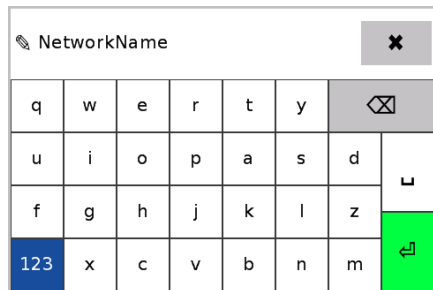 ✎ NetworkName ✖
q w e r t y ⌫
u i o p a s d ␣
f g h j k l z
123 x c v b n m ⏎